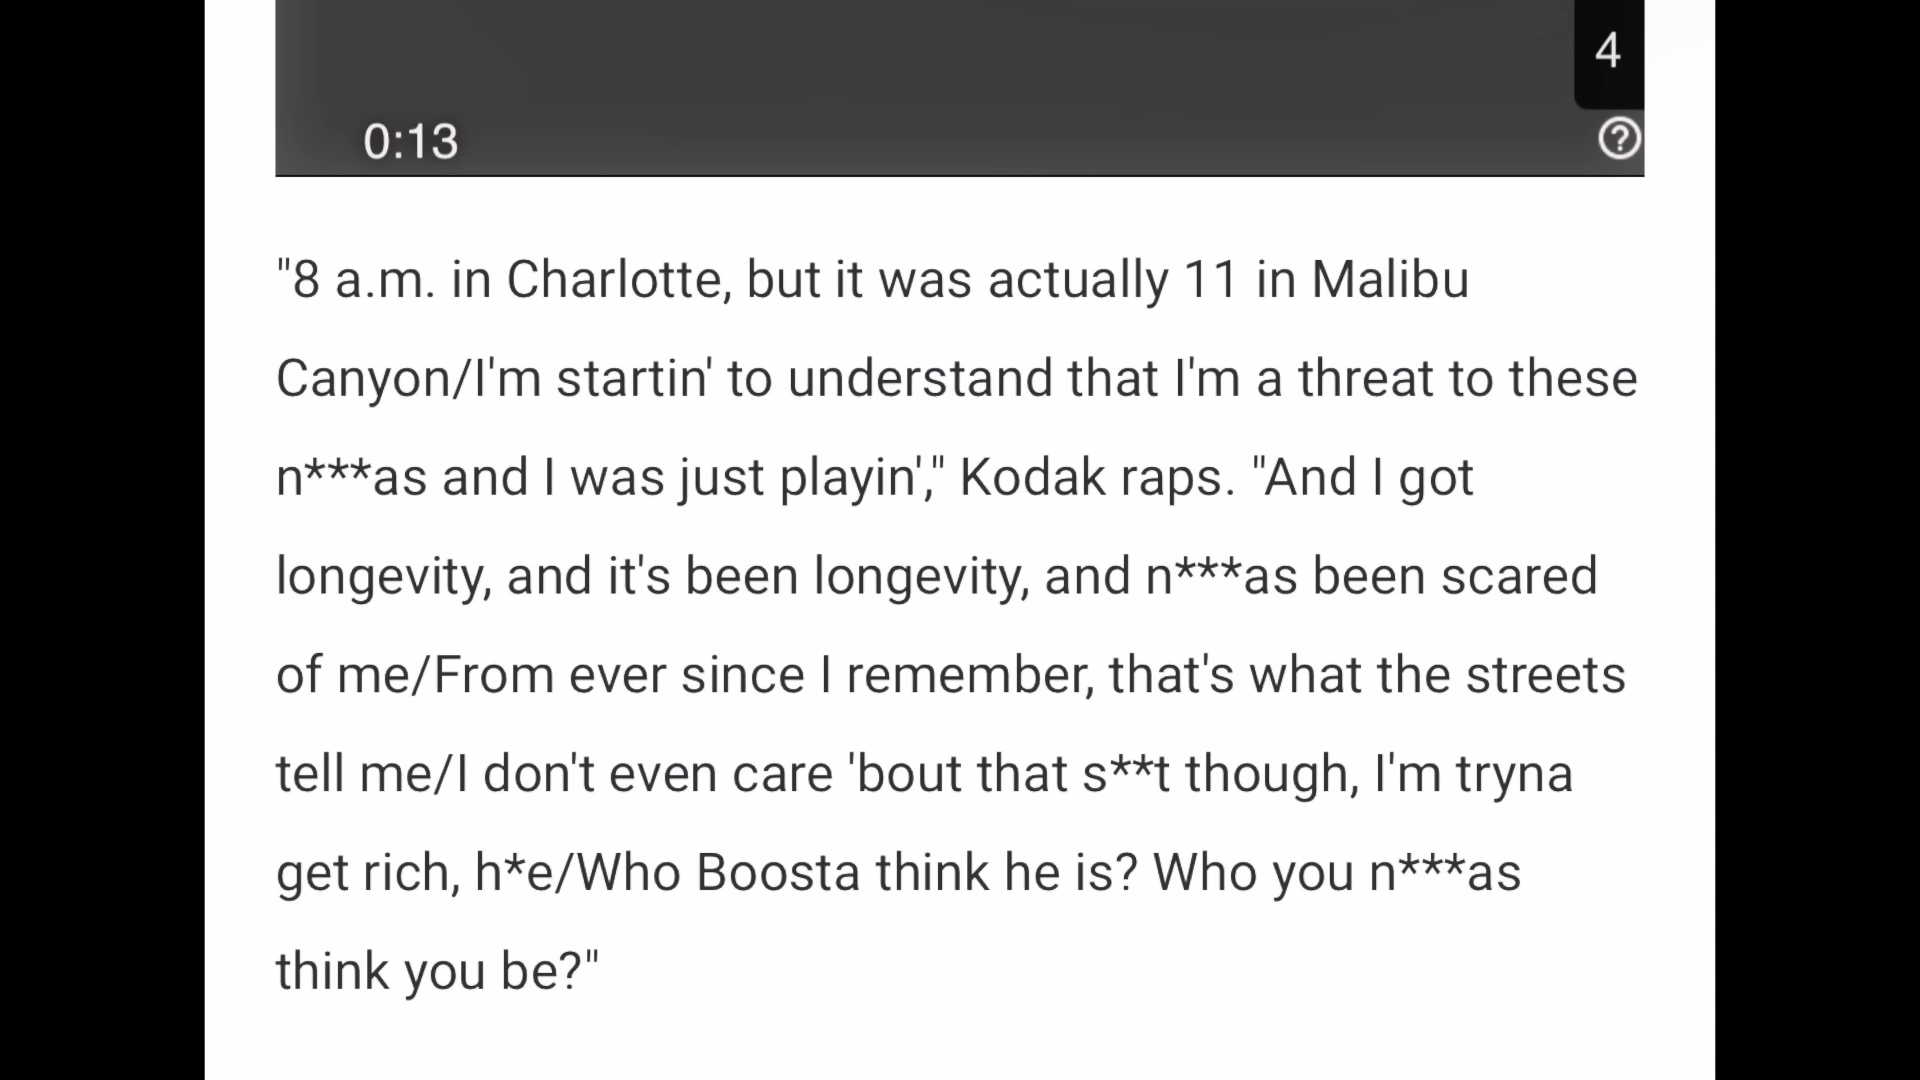 4
0:13
"8 a.m. in Charlotte, but it was actually 11 in Malibu
Canyon/I'm startin' to understand that I'm a threat to these
n***as and I was just playin'," Kodak raps. "And I got
longevity, and it's been longevity, and n***as been scared
of me/From ever since I remember, that's what the streets
tell me/I don't even care 'bout that s**t though, I'm tryna
get rich, h*e/Who Boosta think he is? Who you n***as
think you be?"